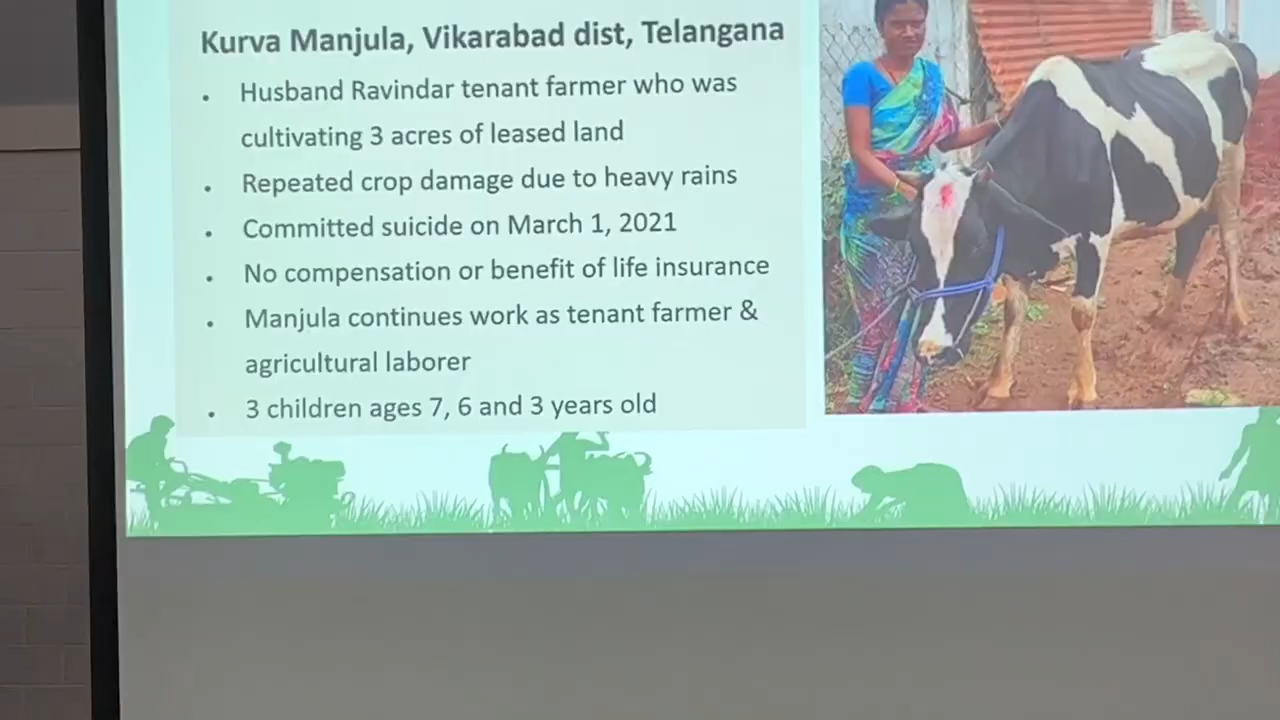 Kurva Manjula, Vikarabad dist, Telangana
• Husband Ravindar tenant farmer who was
cultivating 3 acres of leased land
• Repeated crop damage due to heavy rains
• Committed suicide on March 1, 2021
• No compensation or benefit of life insurance
• Manjula continues work as tenant farmer &
agricultural laborer
• 3 children ages 7, 6 and 3 years old